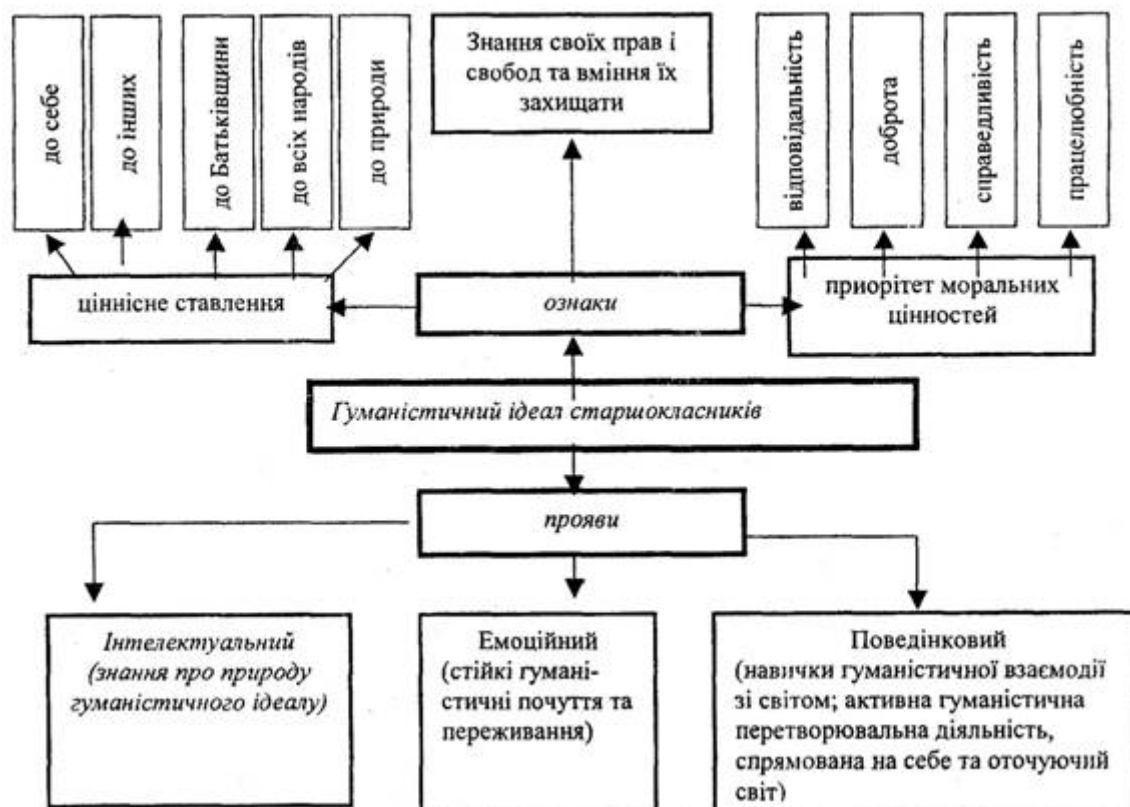 до себе
до інших
до Батьківщини
до всіх народів
до природи
Знання своїх прав і
свобод та вміння їх
захищати
відповідальність
доброта
справедливість
працелюбність
ціннісне ставлення
ознаки
приорітет моральних
цінностей
Гуманістичний ідеал старшокласників
прояви
Інтелектуальний
(знання про природу
гуманістичного ідеалу)
Емоційний
(стійкі гумані-
стичні почуття та
переживання)
Поведінковий
(навички гуманістичної взаємодії
зі світом; активна гуманістична
перетворювальна діяльність,
спрямована на себе та оточуючий
світ)